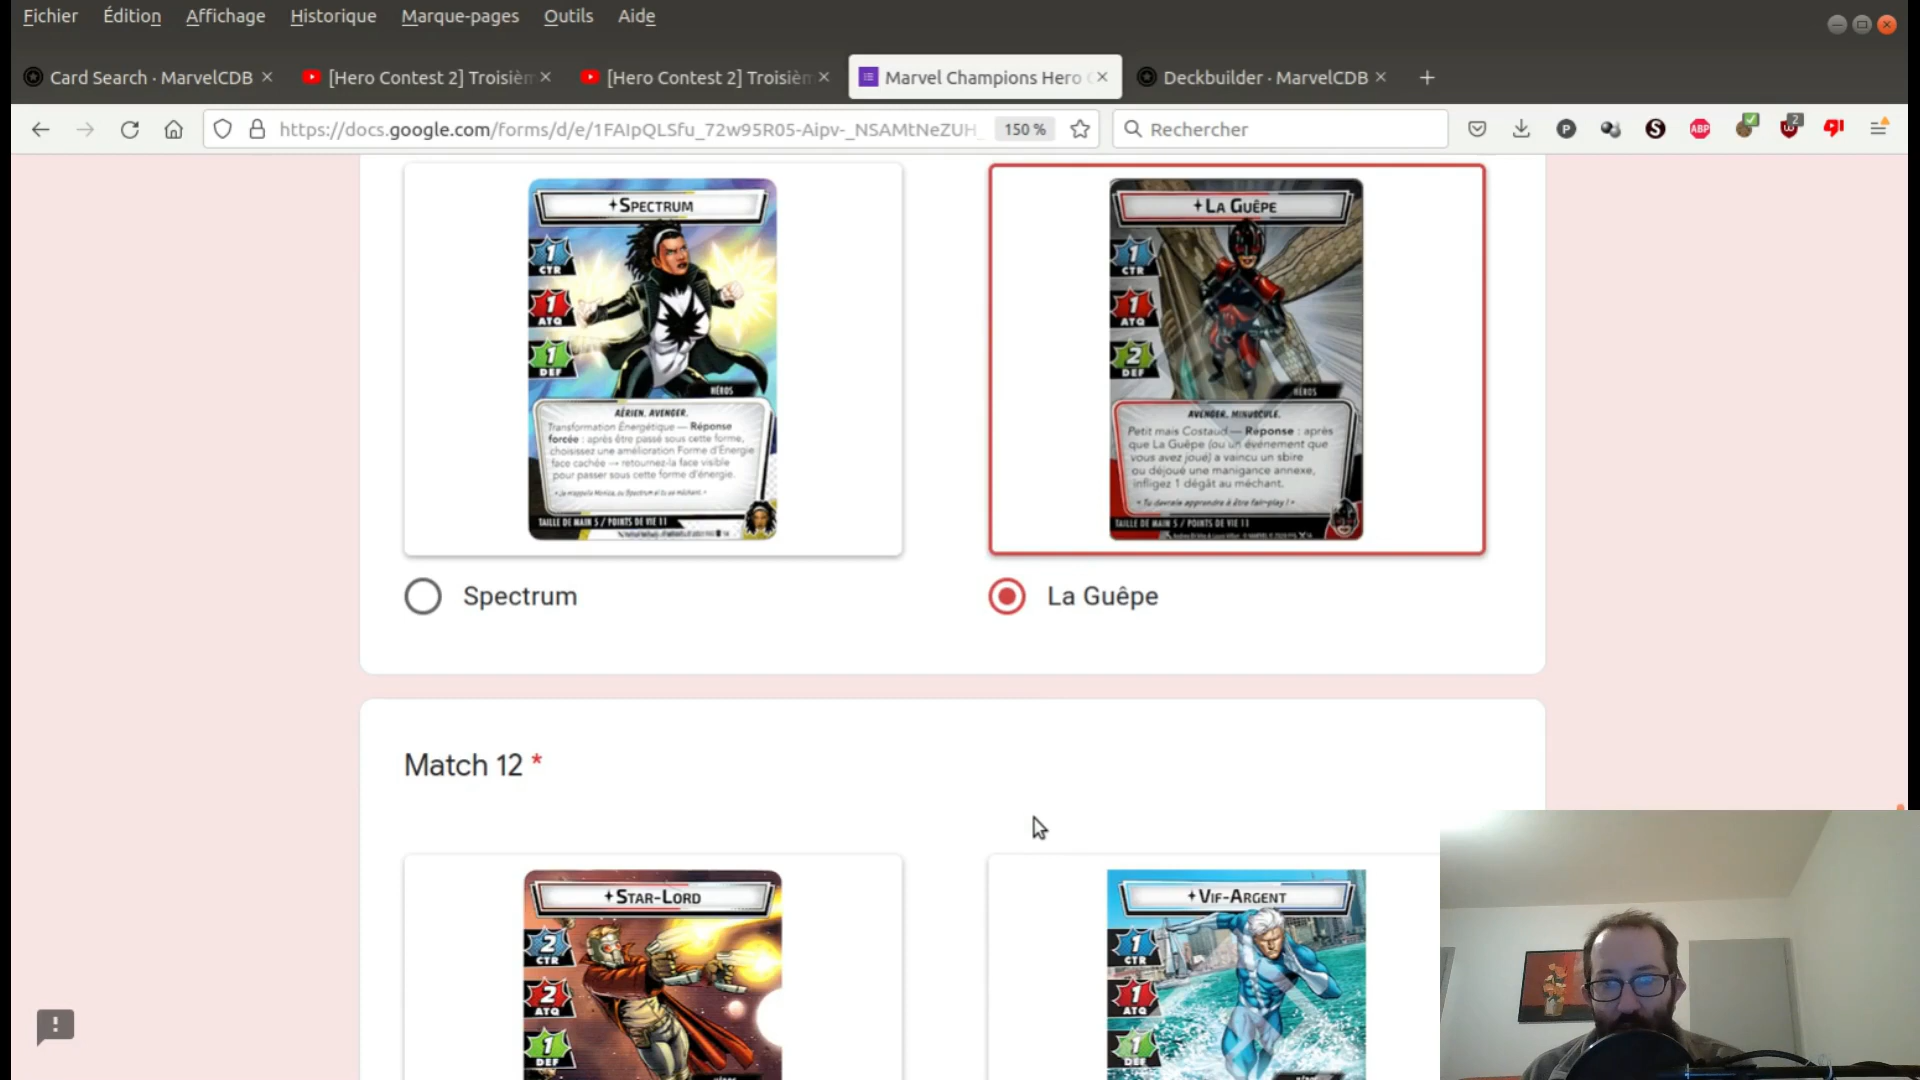 Fichier Édition Affichage Historique Marque-pages Outils Aide
Card Search · MarvelCDB
[Hero Contest 2] Troisièm
[Hero Contest 2] Troisièm
Marvel Champions Hero C
Deckbuilder · MarvelCDB
https://docs.google.com/forms/d/e/1FAIpQLSfu_72w95R05-Aipv-_NSAMtNeZUH_
150 %
Rechercher
SPECTRUM
1
CTR
1
ATQ
1
DEF
HÉROS
AÉRIEN. AVENGER.
Transformation Énergétique — Réponse
forcée : après être passé sous cette forme,
choisissez une amélioration Forme d'Énergie
face cachée → retournez-la face visible
pour passer sous cette forme d'énergie.
TAILLE DE MAIN 5 / POINTS DE VIE 11
LA GUÊPE
1
CTR
1
ATQ
2
DEF
HÉROS
AVENGER. MINUSCULE.
Petit mais Costaud — Réponse : après
que La Guêpe (ou un événement que
vous avez joué) a vaincu un sbire
ou déjoué une manigance annexe,
infligez 1 dégât au méchant.
« Tu devrais apprendre à être fair-play ! »
TAILLE DE MAIN 5 / POINTS DE VIE 11
Spectrum
La Guêpe
Match 12 *
STAR-LORD
2
CTR
2
ATQ
1
DEF
VIF-ARGENT
1
CTR
1
ATQ
1
DEF